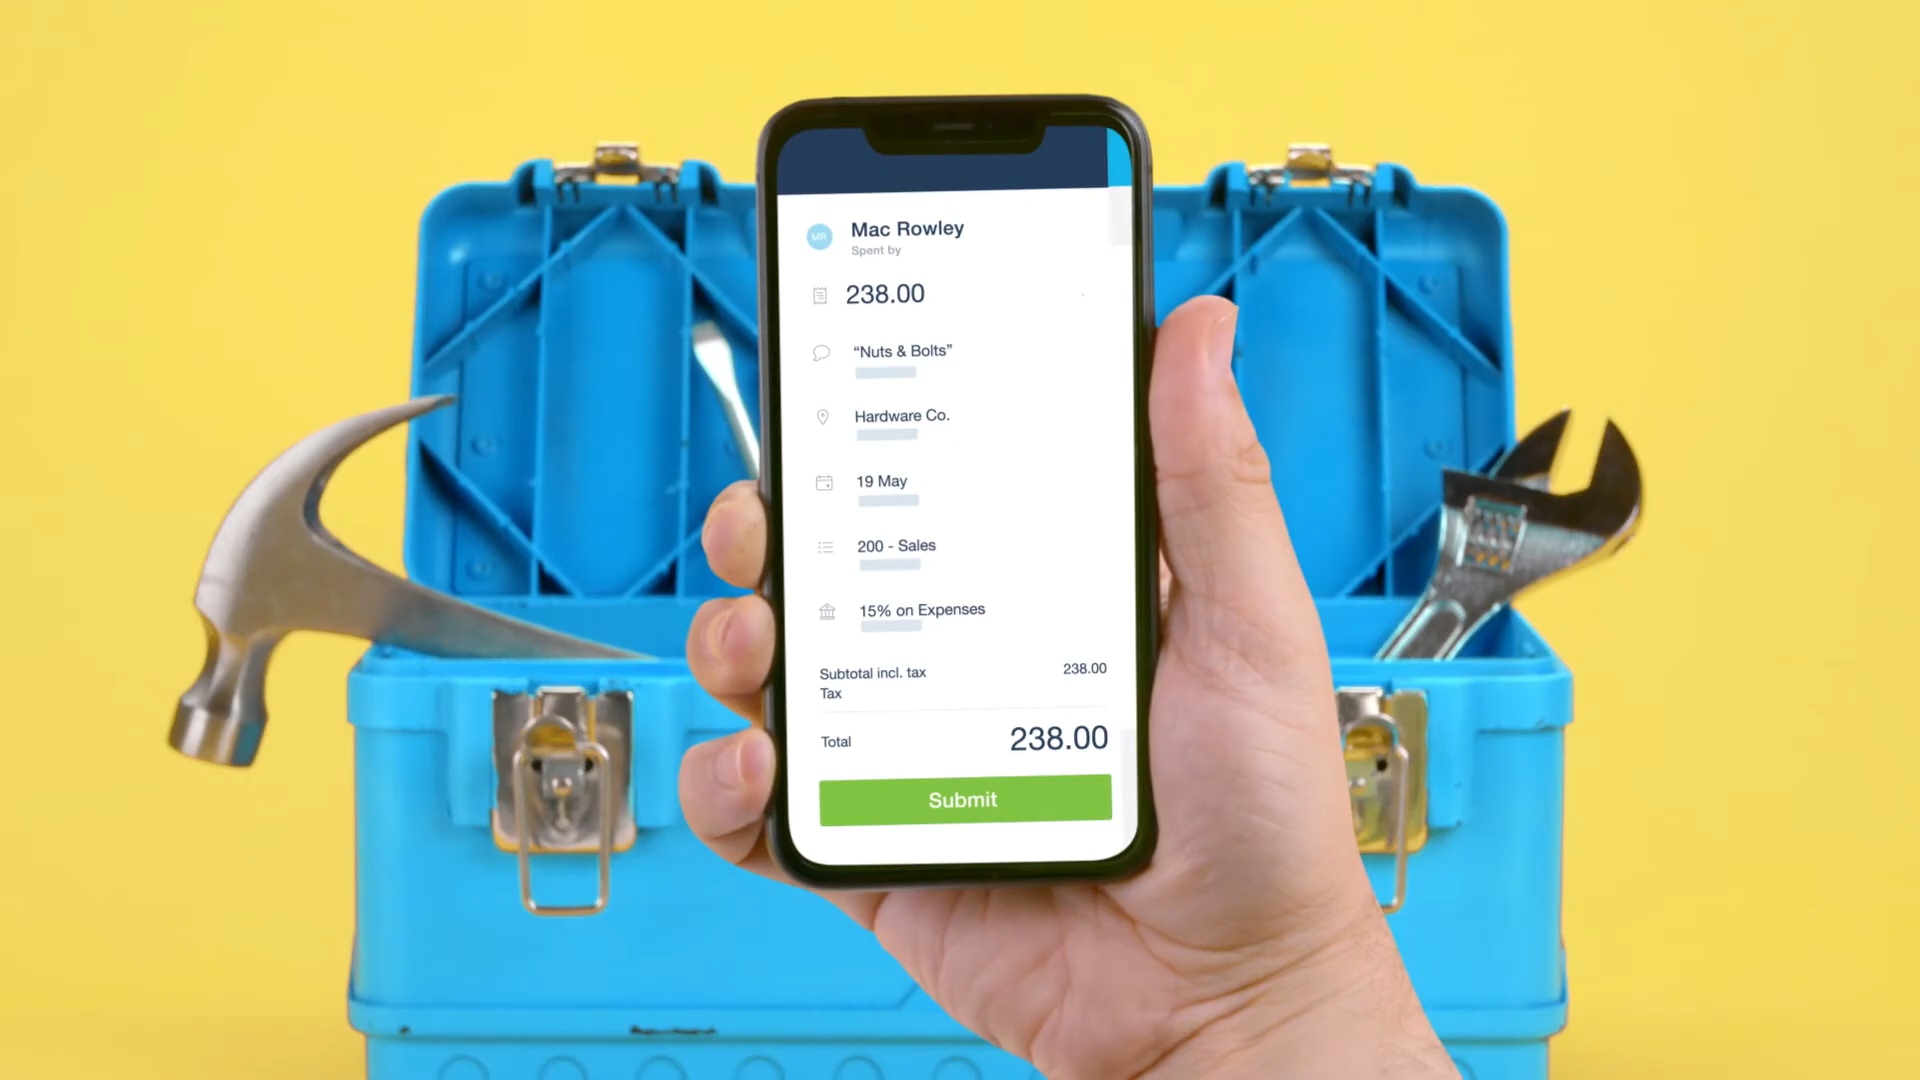 MR
Mac Rowley
Spent by
238.00
“Nuts & Bolts”
Hardware Co.
19 May
200 - Sales
15% on Expenses
Subtotal incl. tax 238.00
Tax
Total 238.00
Submit